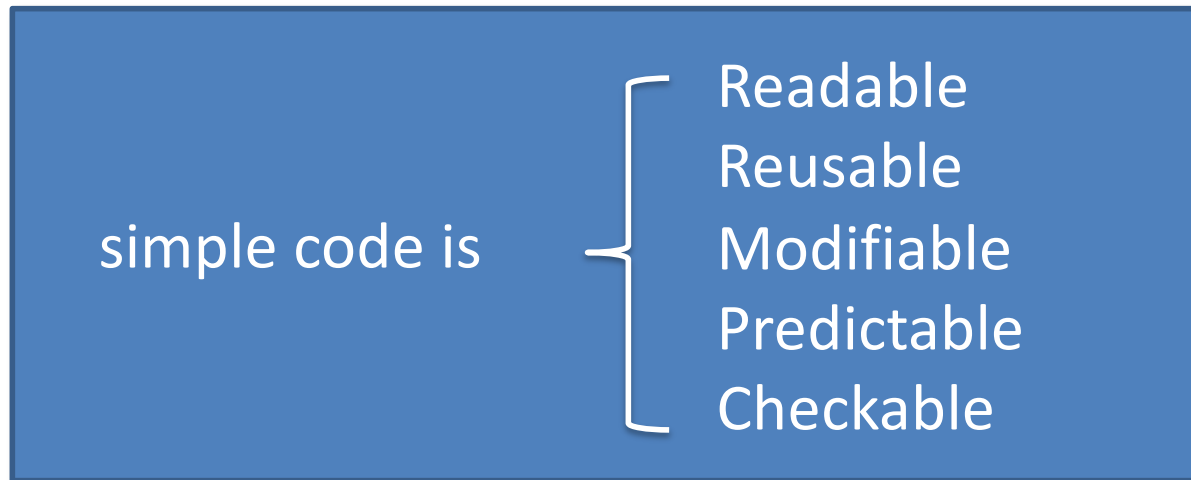 simple code is
Readable
Reusable
Modifiable
Predictable
Checkable